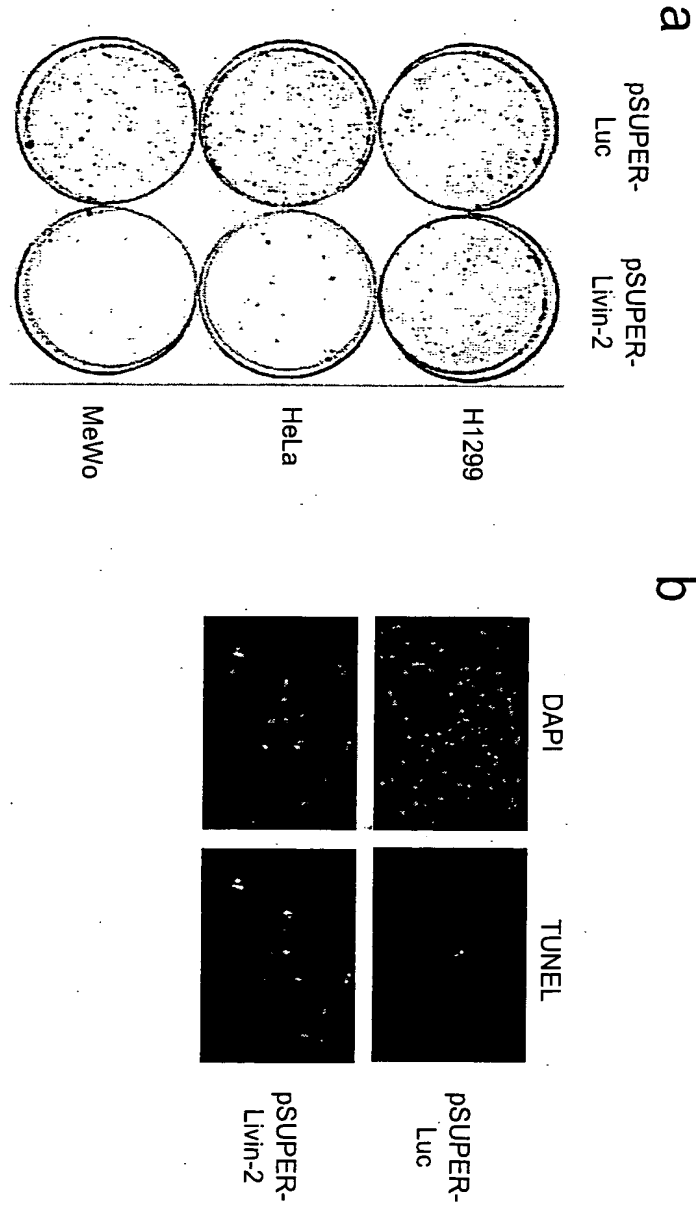 a
pSUPER-
Luc
pSUPER-
Livin-2
H1299
HeLa
MeWo
b
DAPI
TUNEL
pSUPER-
Luc
pSUPER-
Livin-2